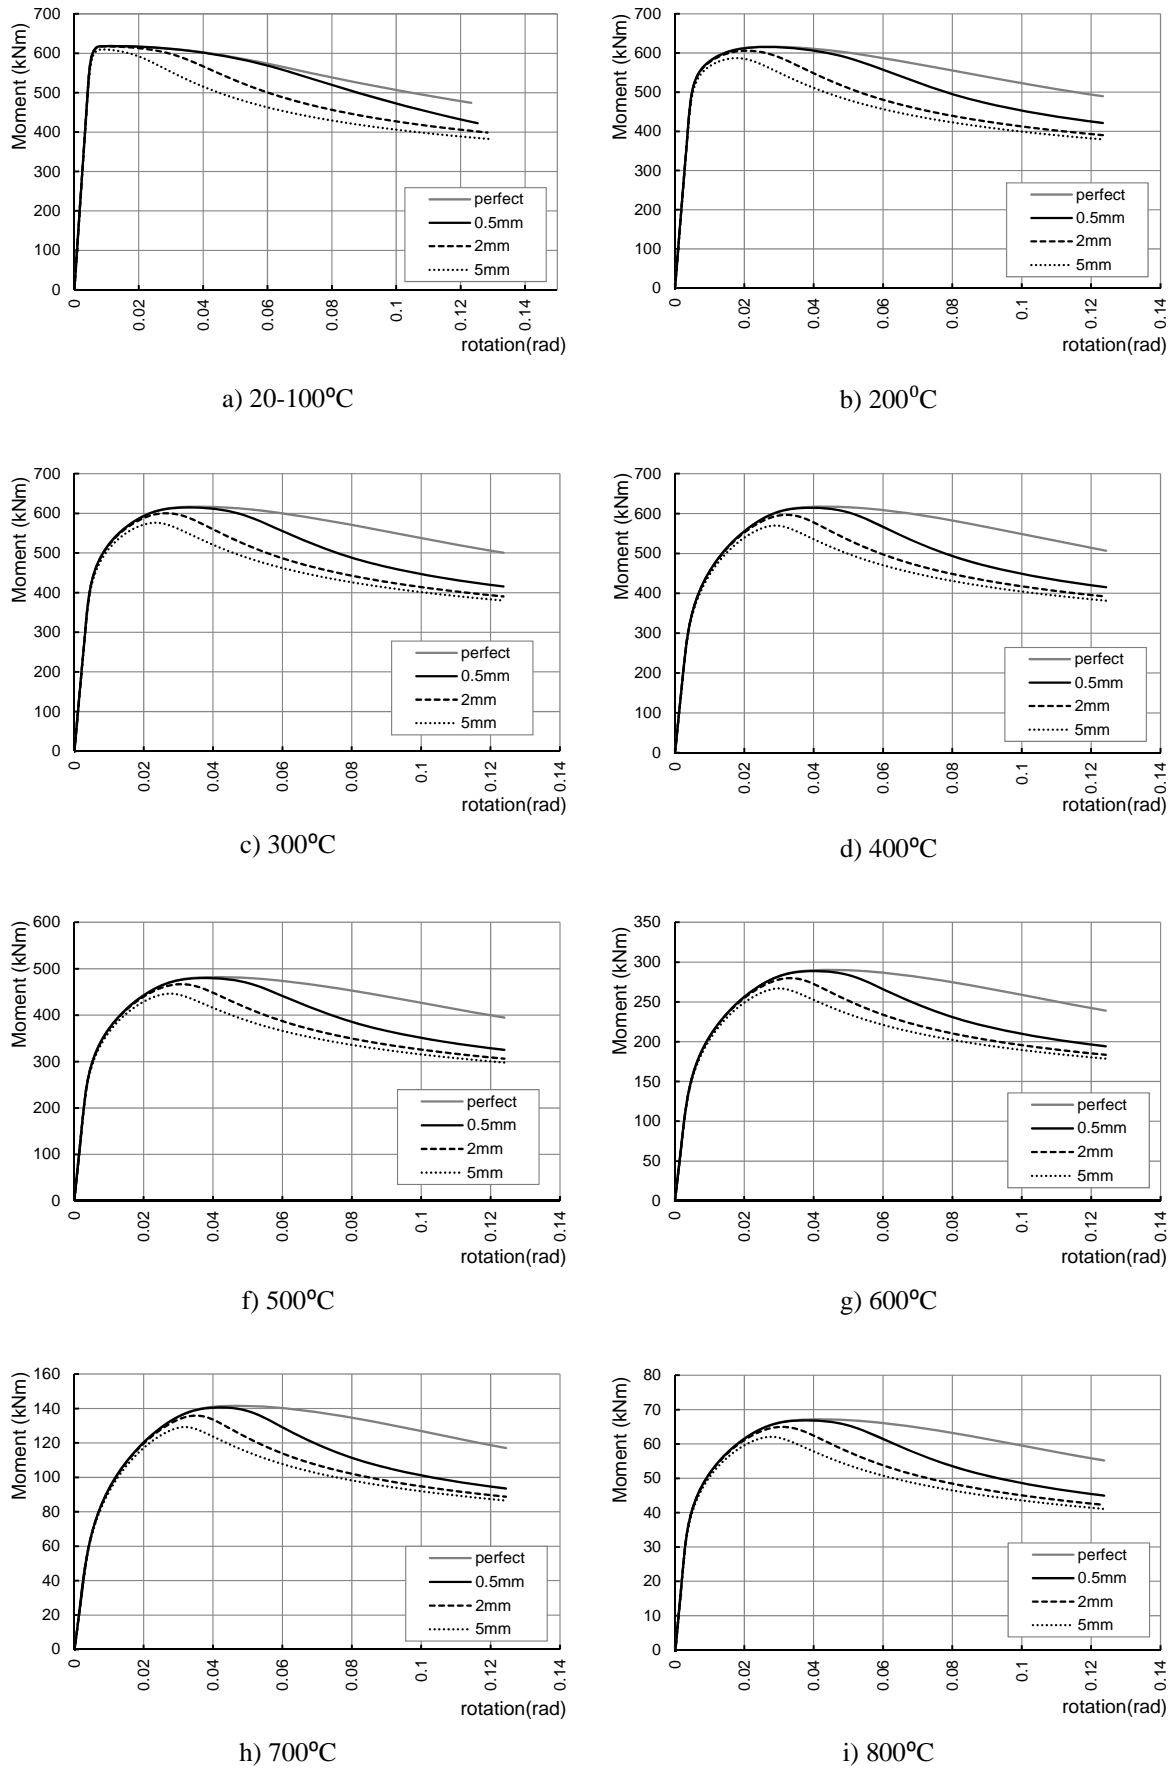 Moment (kNm)
700
600
500
400
300
200
100
0
perfect
0.5mm
2mm
5mm
0
0.02
0.04
0.06
0.08
0.1
0.12
0.14
rotation(rad)
a) 20-100⁰C
Moment (kNm)
700
600
500
400
300
200
100
0
perfect
0.5mm
2mm
5mm
0
0.02
0.04
0.06
0.08
0.1
0.12
0.14
rotation(rad)
b) 200⁰C
Moment (kNm)
700
600
500
400
300
200
100
0
perfect
0.5mm
2mm
5mm
0
0.02
0.04
0.06
0.08
0.1
0.12
0.14
rotation(rad)
c) 300⁰C
Moment (kNm)
700
600
500
400
300
200
100
0
perfect
0.5mm
2mm
5mm
0
0.02
0.04
0.06
0.08
0.1
0.12
0.14
rotation(rad)
d) 400⁰C
Moment (kNm)
600
500
400
300
200
100
0
perfect
0.5mm
2mm
5mm
0
0.02
0.04
0.06
0.08
0.1
0.12
0.14
rotation(rad)
f) 500⁰C
Moment (kNm)
350
300
250
200
150
100
50
0
perfect
0.5mm
2mm
5mm
0
0.02
0.04
0.06
0.08
0.1
0.12
0.14
rotation(rad)
g) 600⁰C
Moment (kNm)
160
140
120
100
80
60
40
20
0
perfect
0.5mm
2mm
5mm
0
0.02
0.04
0.06
0.08
0.1
0.12
0.14
rotation(rad)
h) 700⁰C
Moment (kNm)
80
70
60
50
40
30
20
10
0
perfect
0.5mm
2mm
5mm
0
0.02
0.04
0.06
0.08
0.1
0.12
0.14
rotation(rad)
i) 800⁰C